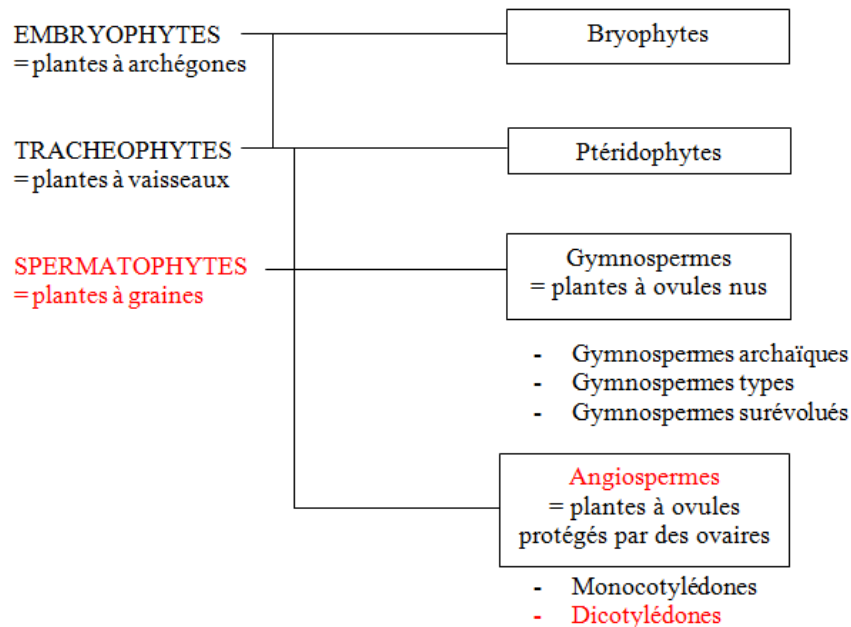 EMBRYOPHYTES
= plantes à archégones
Bryophytes
TRACHEOPHYTES
= plantes à vaisseaux
Ptéridophytes
SPERMATOPHYTES
= plantes à graines
Gymnospermes
= plantes à ovules nus
- Gymnospermes archaïques
- Gymnospermes types
- Gymnospermes surévolués
Angiospermes
= plantes à ovules
protégés par des ovaires
- Monocotylédones
- Dicotylédones